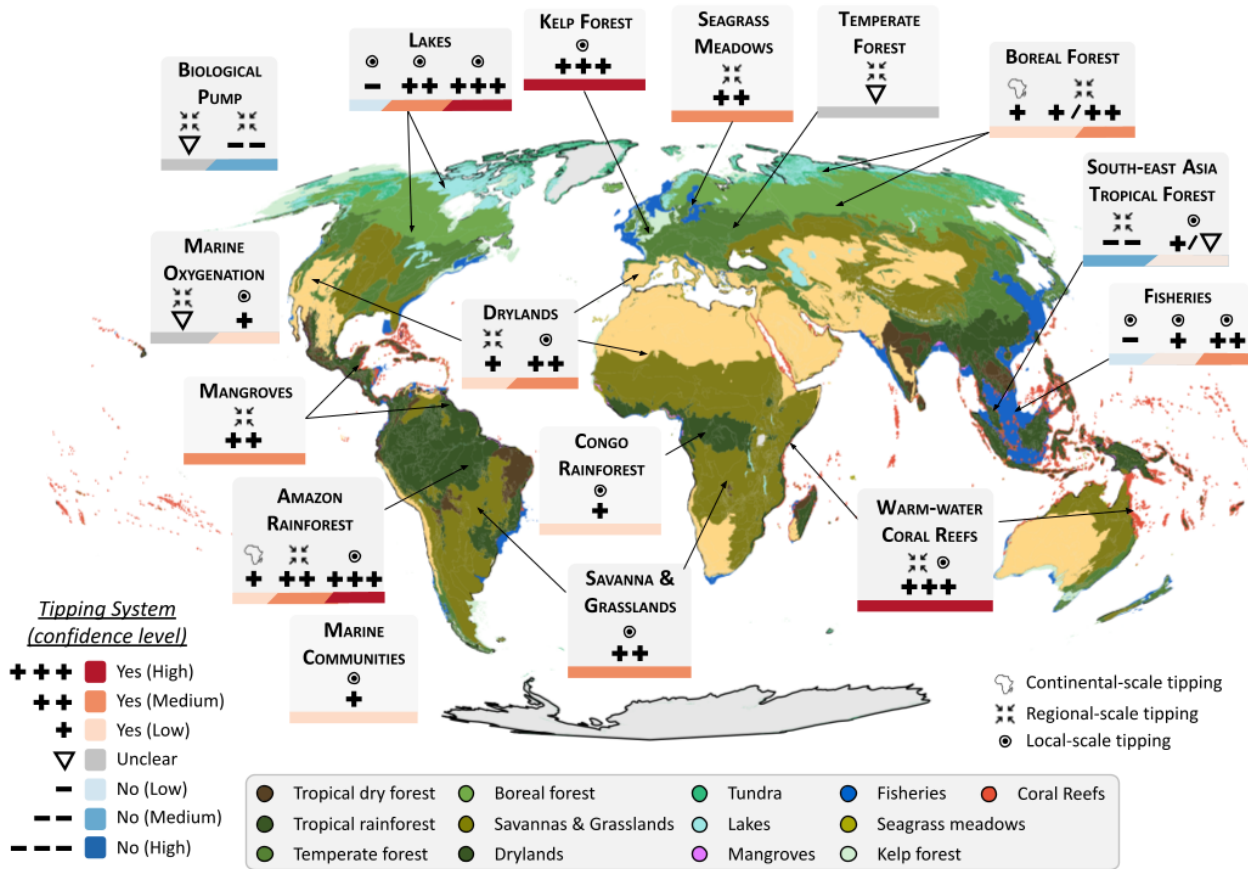 Biological
Pump
Lakes
Kelp Forest
Seagrass
Meadows
Temperate
Forest
Boreal Forest
South-east Asia
Tropical Forest
Marine
Oxygenation
Drylands
Fisheries
Mangroves
Congo
Rainforest
Amazon
Rainforest
Warm-water
Coral Reefs
Savanna &
Grasslands
Marine
Communities
Tipping System
(confidence level)
+++ Yes (High)
++ Yes (Medium)
+ Yes (Low)
▽ Unclear
– No (Low)
– – No (Medium)
– – – No (High)
Continental-scale tipping
Regional-scale tipping
Local-scale tipping
Tropical dry forest
Boreal forest
Tundra
Fisheries
Coral Reefs
Tropical rainforest
Savannas & Grasslands
Lakes
Seagrass meadows
Temperate forest
Drylands
Mangroves
Kelp forest